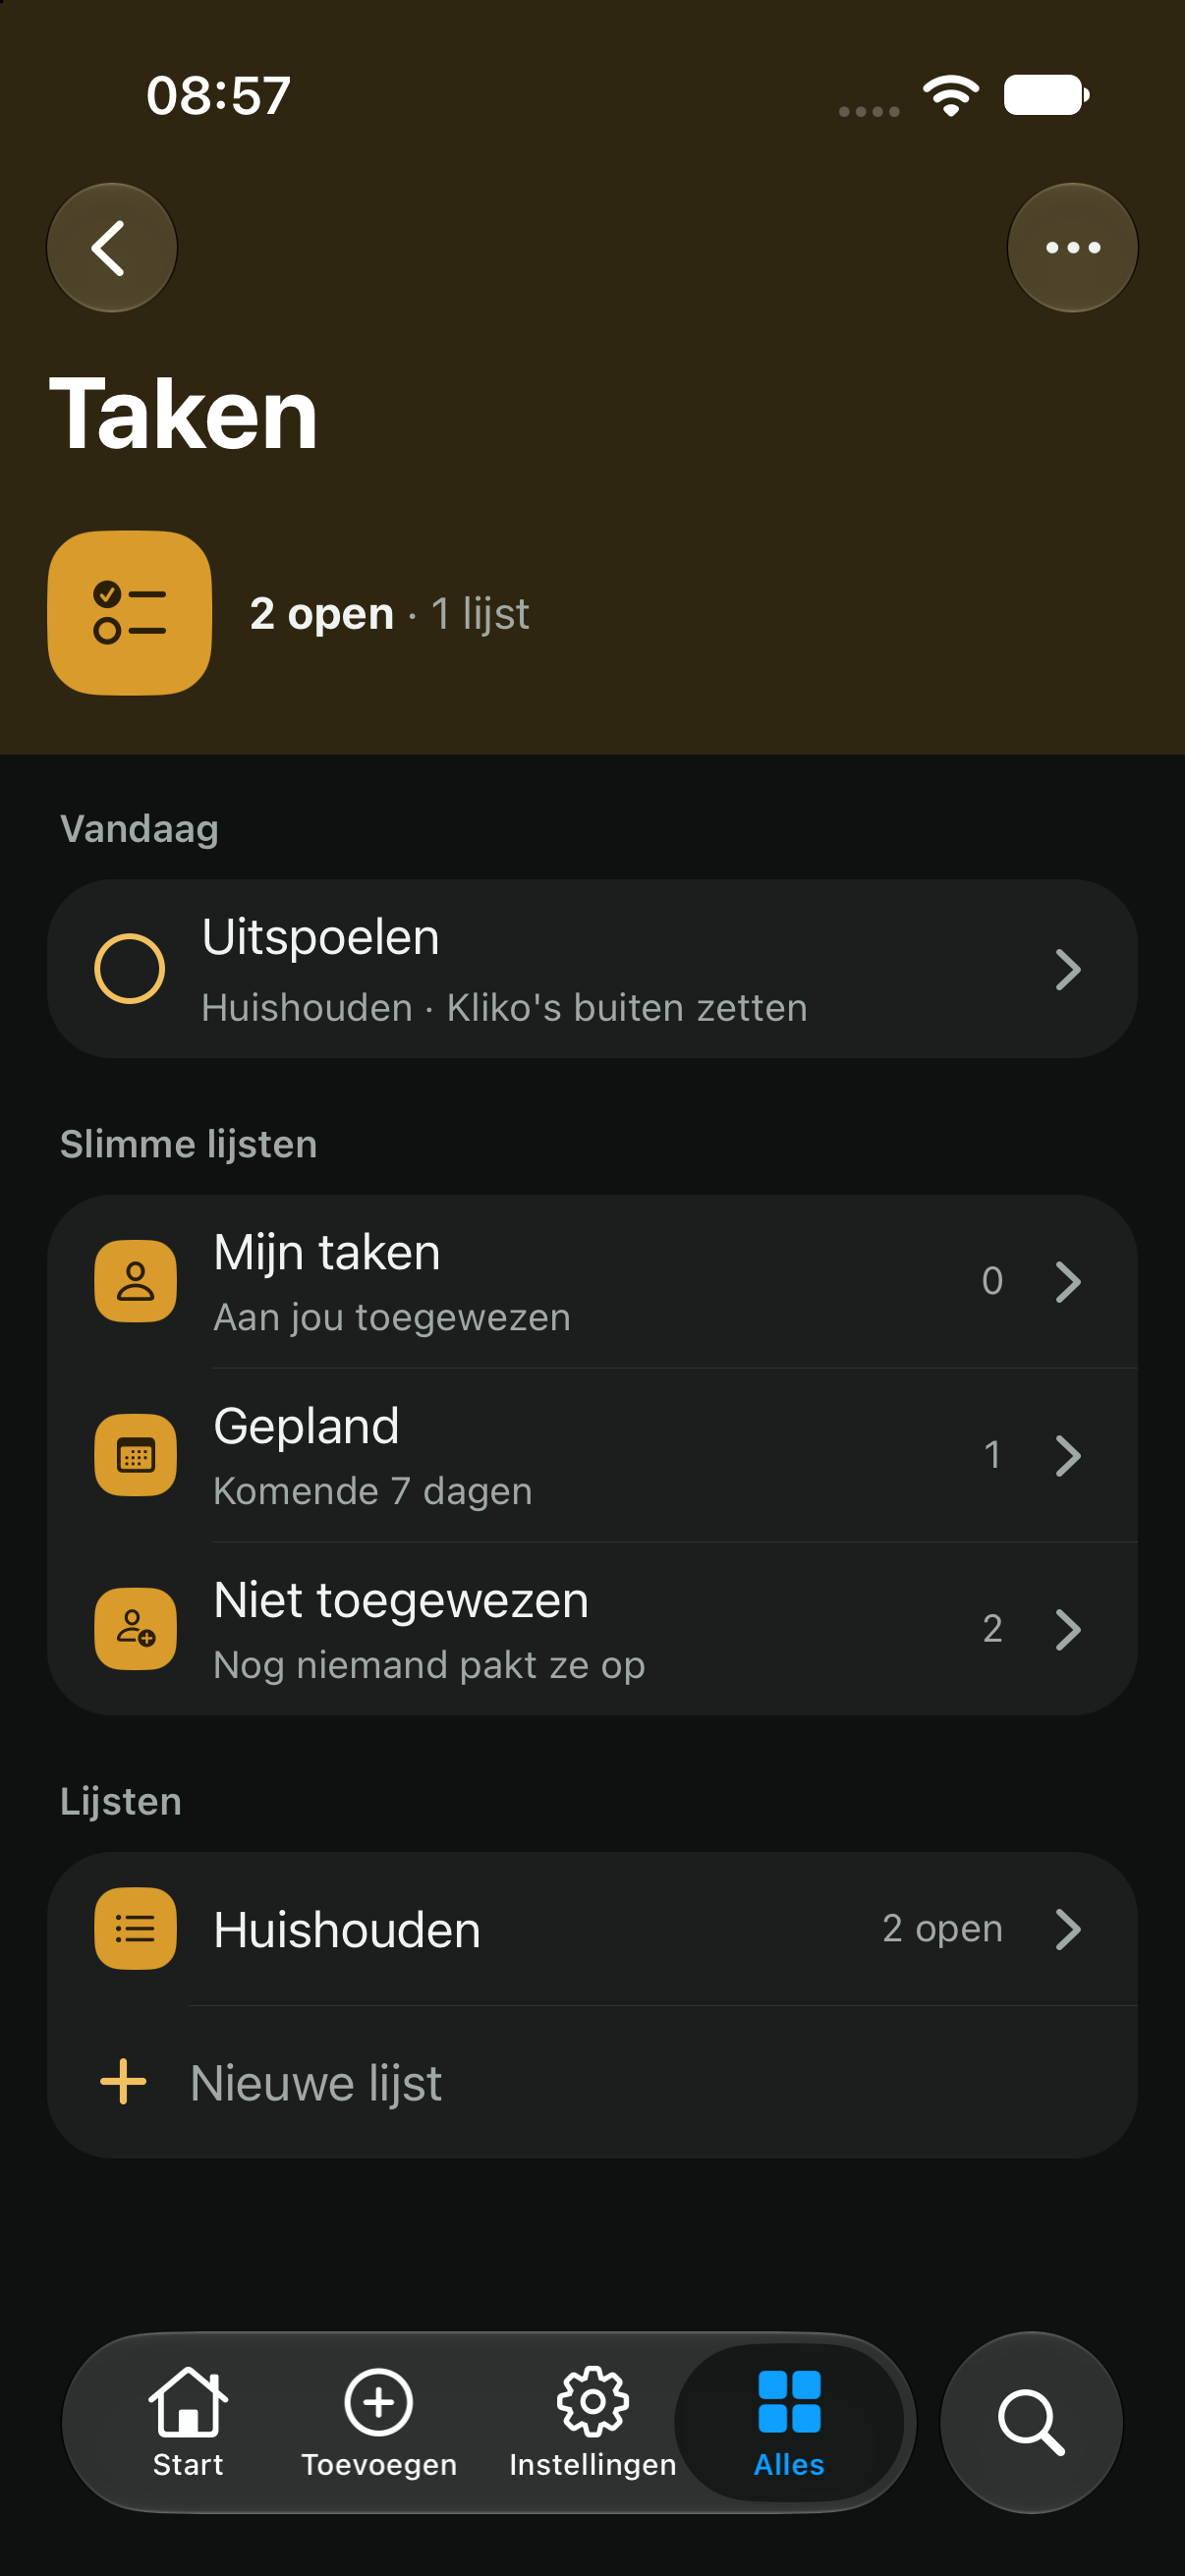 08:57
Taken
2 open · 1 lijst
Vandaag
Uitspoelen
Huishouden · Kliko's buiten zetten
Slimme lijsten
Mijn taken
Aan jou toegewezen
0
Gepland
Komende 7 dagen
1
Niet toegewezen
Nog niemand pakt ze op
2
Lijsten
Huishouden
2 open
Nieuwe lijst
Start
Toevoegen
Instellingen
Alles